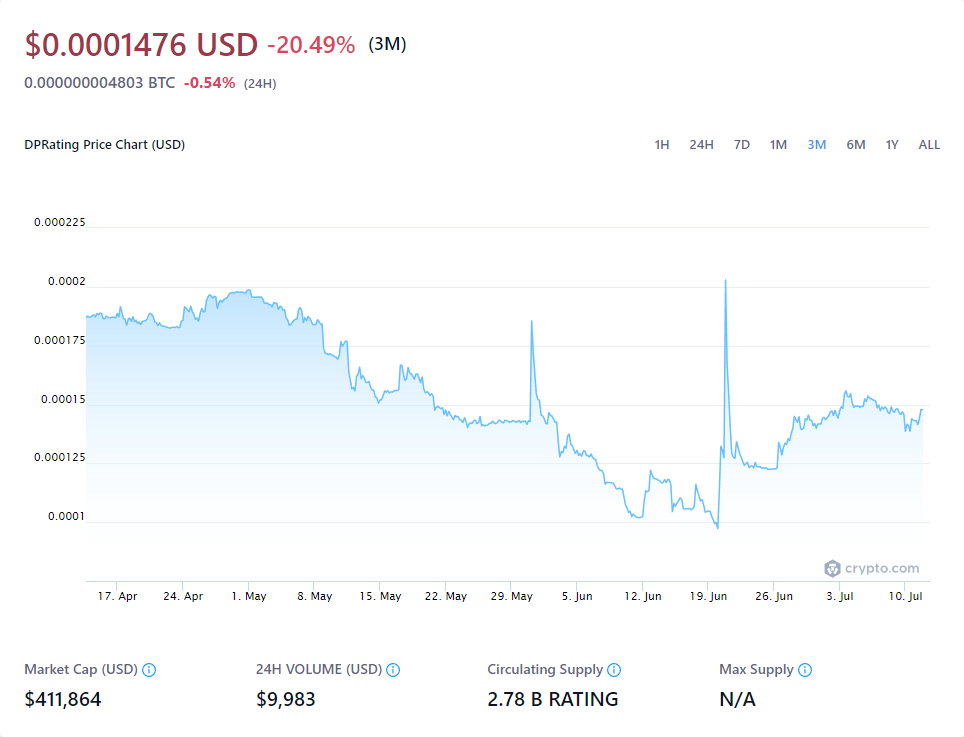 $0.0001476 USD -20.49% (3M)
0.000000004803 BTC -0.54% (24H)
DPRating Price Chart (USD) 1H 24H 7D 1M 3M 6M 1Y ALL
0.000225
0.0002
0.000175
0.00015
0.000125
0.0001
crypto.com
17. Apr 24. Apr 1. May 8. May 15. May 22. May 29. May 5. Jun 12. Jun 19. Jun 26. Jun 3. Jul 10. Jul
Market Cap (USD) 24H VOLUME (USD) Circulating Supply Max Supply
$411,864 $9,983 2.78 B RATING N/A